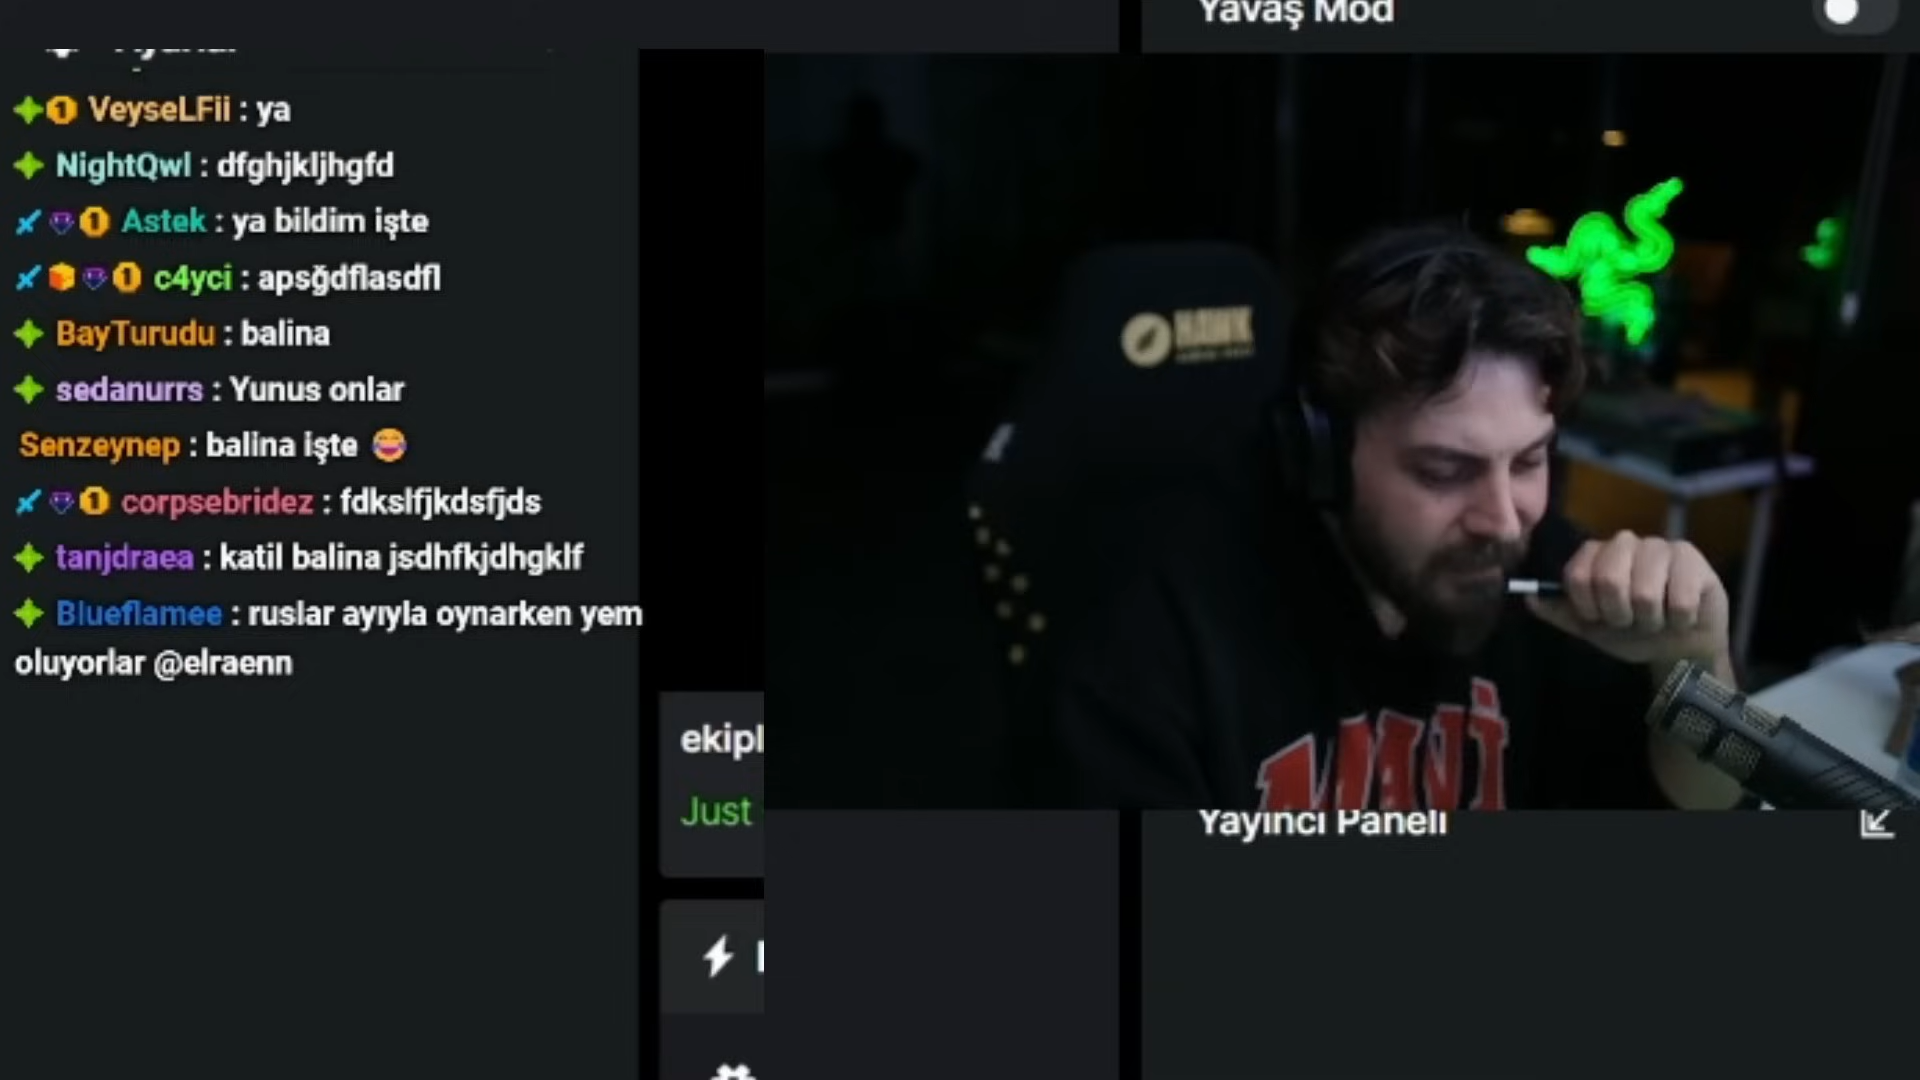 Yavaş Mod
VeyseLFii : ya
NightQwl : dfghjkljhgfd
Astek : ya bildim işte
c4yci : apsğdflasdfl
BayTurudu : balina
sedanurrs : Yunus onlar
Senzeynep : balina işte 😂
corpsebridez : fdkslfjkdsfjds
tanjdraea : katil balina jsdhfkjdhgklf
Blueflamee : ruslar ayıyla oynarken yem
oluyorlar @elraenn
HAWK
Just
Yayıncı Paneli